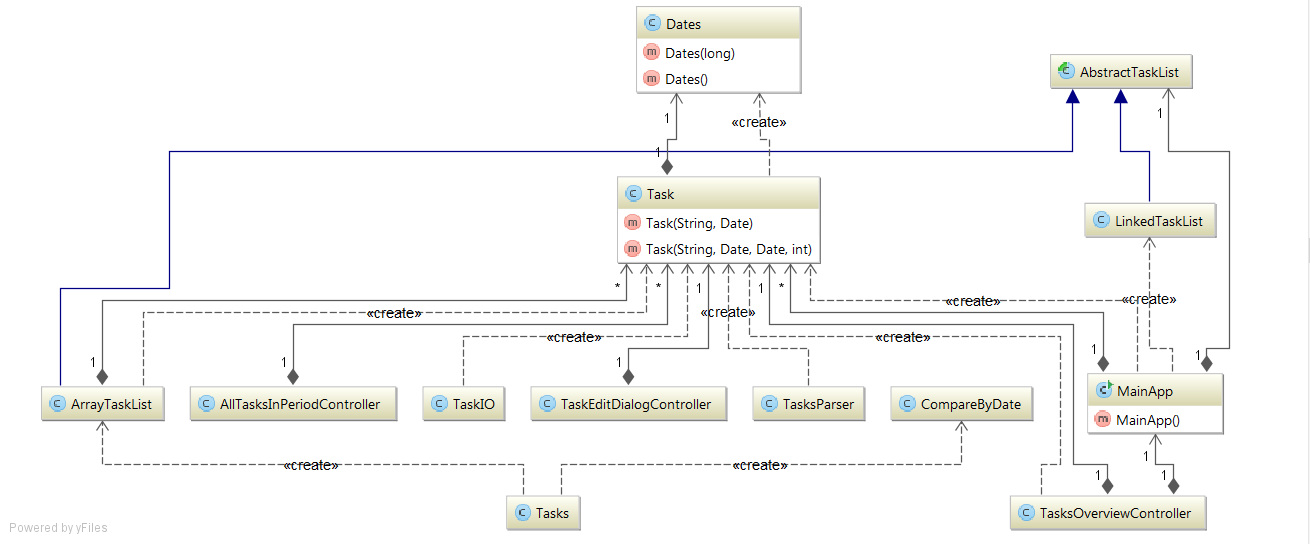 Dates
Dates(long)
Dates()
AbstractTaskList
1
1
«create»
1
Task
Task(String, Date)
Task(String, Date, Date, int)
LinkedTaskList
*
*
1
1
*
«create»
«create»
«create»
«create»
«create»
«create»
1
1
1
1
1
ArrayTaskList
AllTasksInPeriodController
TaskIO
TaskEditDialogController
TasksParser
CompareByDate
MainApp
MainApp()
«create»
«create»
1
1
1
Tasks
TasksOverviewController
Powered by yFiles